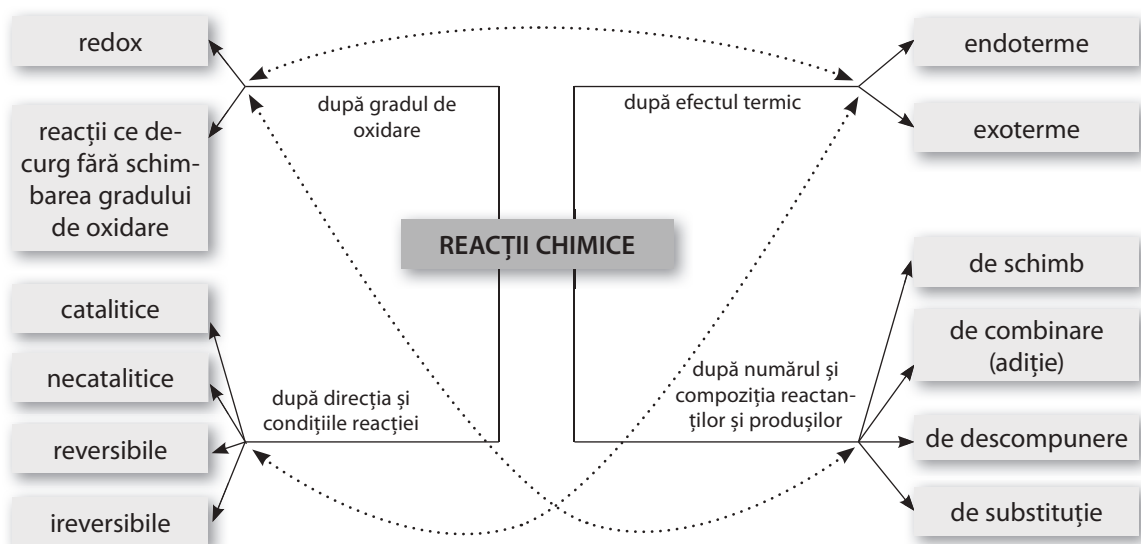 redox
reacții ce de-
curg fără schim-
barea gradului
de oxidare
după gradul de
oxidare
după efectul termic
endoterme
exoterme
REACȚII CHIMICE
catalitice
necatalitice
reversibile
ireversibile
după direcția și
condițiile reacției
după numărul și
compoziția reactan-
ților și produșilor
de schimb
de combinare
(adiție)
de descompunere
de substituție